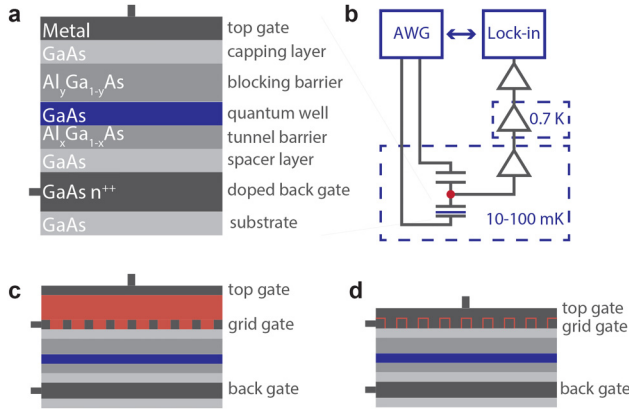 a
Metal top gate
GaAs capping layer
AlyGa1-yAs blocking barrier
GaAs quantum well
AlxGa1-xAs tunnel barrier
GaAs spacer layer
GaAs n++ doped back gate
GaAs substrate
b
AWG Lock-in
0.7 K
10-100 mK
c
top gate
grid gate
back gate
d
top gate
grid gate
back gate